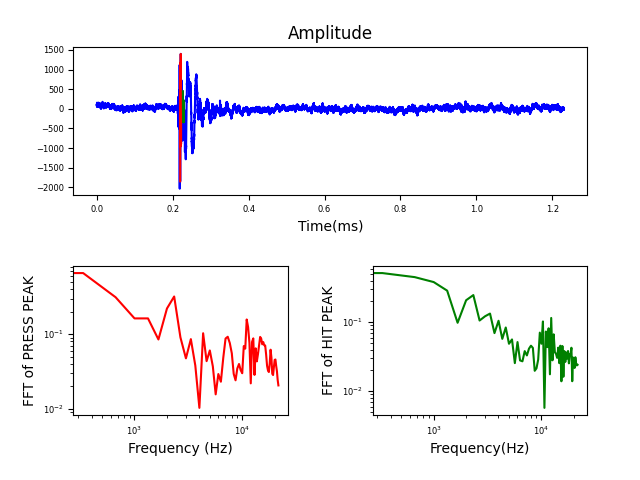 Amplitude
1500
1000
500
0
−500
−1000
−1500
−2000
0.0 0.2 0.4 0.6 0.8 1.0 1.2
Time(ms)
FFT of PRESS PEAK
10⁻¹
10⁻²
10³ 10⁴
Frequency (Hz)
FFT of HIT PEAK
10⁻¹
10⁻²
10³ 10⁴
Frequency(Hz)